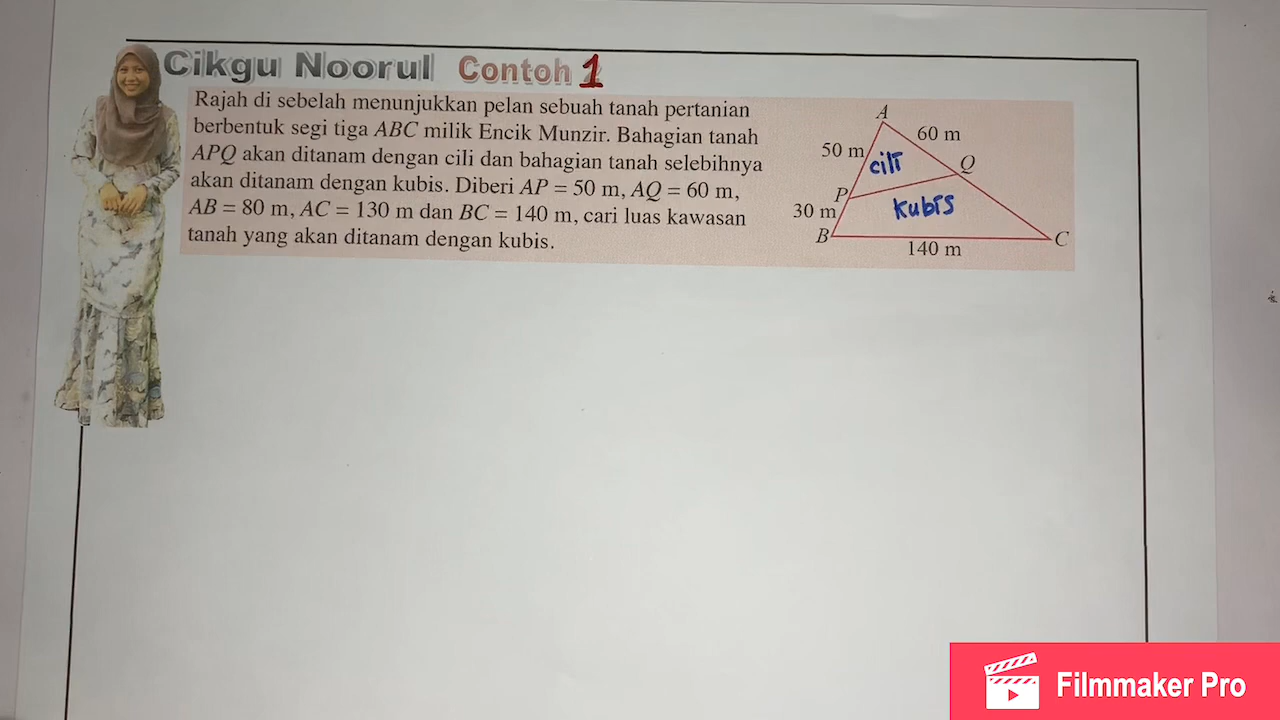 Cikgu Noorul Contoh 1
Rajah di sebelah menunjukkan pelan sebuah tanah pertanian
berbentuk segi tiga ABC milik Encik Munzir. Bahagian tanah
APQ akan ditanam dengan cili dan bahagian tanah selebihnya
akan ditanam dengan kubis. Diberi AP = 50 m, AQ = 60 m,
AB = 80 m, AC = 130 m dan BC = 140 m, cari luas kawasan
tanah yang akan ditanam dengan kubis.
A
60 m
50 m
cili
Q
P
kubis
30 m
B
C
140 m
Filmmaker Pro